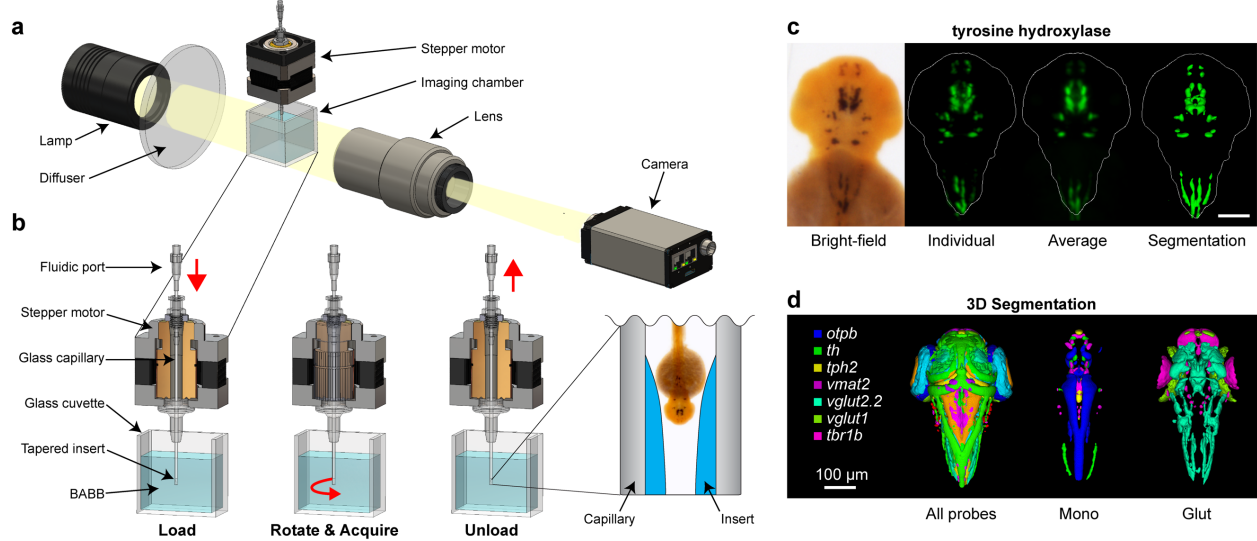 a
Stepper motor
Imaging chamber
Lens
Lamp
Diffuser
Camera
b
Fluidic port
Stepper motor
Glass capillary
Glass cuvette
Tapered insert
BABB
Load
Rotate & Acquire
Unload
Capillary
Insert
c
tyrosine hydroxylase
Bright-field
Individual
Average
Segmentation
d
3D Segmentation
otpb
th
tph2
vmat2
vglut2.2
vglut1
tbr1b
100 µm
All probes
Mono
Glut